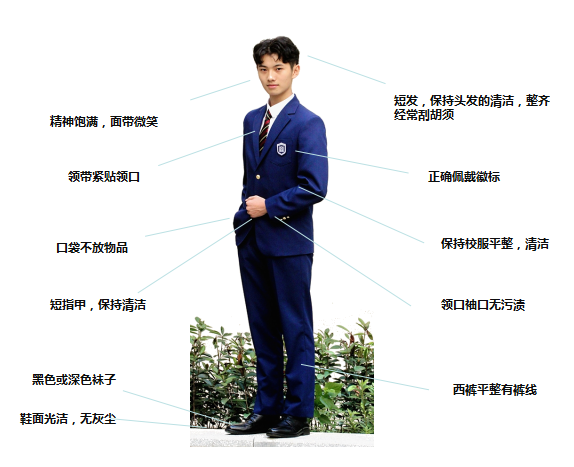 短发，保持头发的清洁，整齐
经常刮胡须
精神饱满，面带微笑
领带紧贴领口
正确佩戴徽标
口袋不放物品
保持校服平整，清洁
短指甲，保持清洁
领口袖口无污渍
黑色或深色袜子
西裤平整有裤线
鞋面光洁，无灰尘